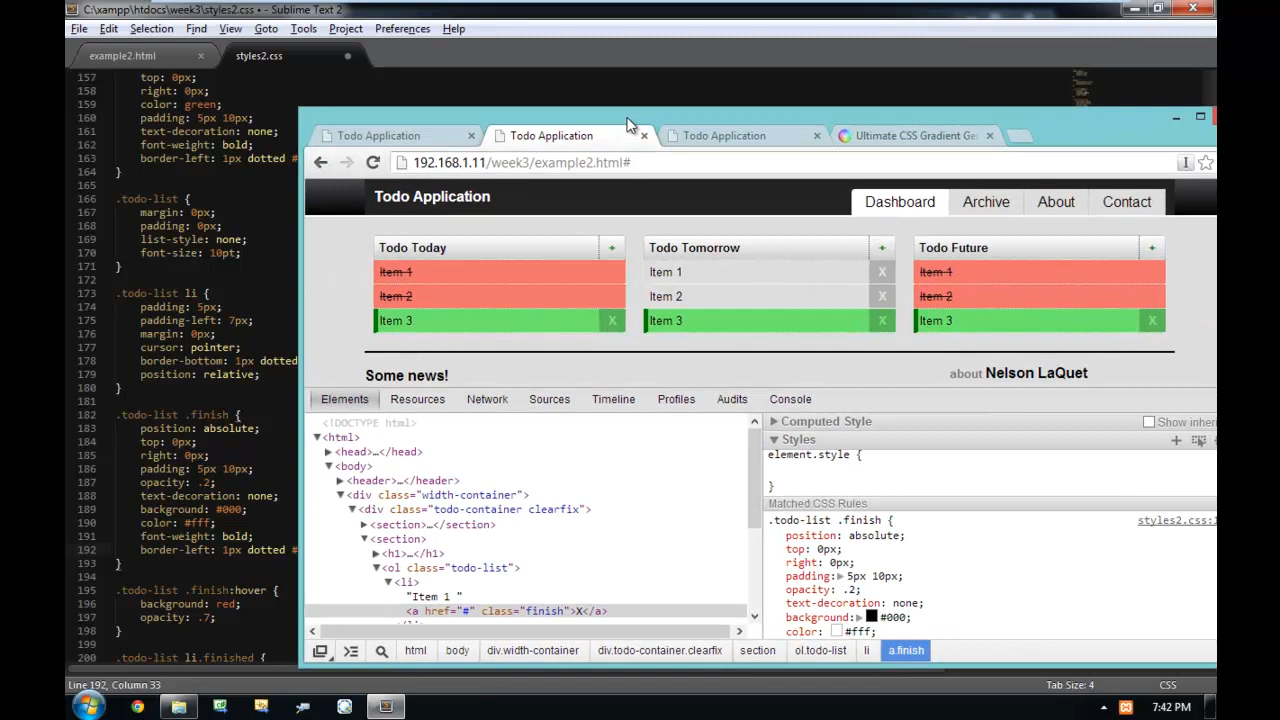 C:\xampp\htdocs\week3\styles2.css • - Sublime Text 2
File Edit Selection Find View Goto Tools Project Preferences Help
example2.html × styles2.css
157 top: 0px;
158 right: 0px;
159 color: green;
160 padding: 5px 10px;
161 text-decoration: none;
162 font-weight: bold;
163 border-left: 1px dotted #
164 }
165
166 .todo-list {
167 margin: 0px;
168 padding: 0px;
169 list-style: none;
170 font-size: 10pt;
171 }
172
173 .todo-list li {
174 padding: 5px;
175 padding-left: 7px;
176 margin: 0px;
177 cursor: pointer;
178 border-bottom: 1px dotted
179 position: relative;
180 }
181
182 .todo-list .finish {
183 position: absolute;
184 top: 0px;
185 right: 0px;
186 padding: 5px 10px;
187 opacity: .2;
188 text-decoration: none;
189 background: #000;
190 color: #fff;
191 font-weight: bold;
192 border-left: 1px dotted #
193 }
194
195 .todo-list .finish:hover {
196 background: red;
197 opacity: .7;
198 }
199
200 .todo-list li.finished {
Line 192, Column 33
Tab Size: 4 CSS
Todo Application × Todo Application × Todo Application × Ultimate CSS Gradient Ge ×
192.168.1.11/week3/example2.html#
Todo Application
Dashboard Archive About Contact
Todo Today + Todo Tomorrow + Todo Future +
Item 1 Item 1 X Item 1
Item 2 Item 2 X Item 2
Item 3 X Item 3 X Item 3 X
Some news! about Nelson LaQuet
Elements Resources Network Sources Timeline Profiles Audits Console
<!DOCTYPE html>
<html>
<head>…</head>
<body>
<header>…</header>
<div class="width-container">
<div class="todo-container clearfix">
<section>…</section>
<section>
<h1>…</h1>
<ol class="todo-list">
<li>
"Item 1 "
<a href="#" class="finish">X</a>
Computed Style Show inheri
Styles
element.style {
}
Matched CSS Rules
.todo-list .finish { styles2.css:1
position: absolute;
top: 0px;
right: 0px;
padding: 5px 10px;
opacity: .2;
text-decoration: none;
background: #000;
color: #fff;
html body div.width-container div.todo-container.clearfix section ol.todo-list li a.finish
7:42 PM